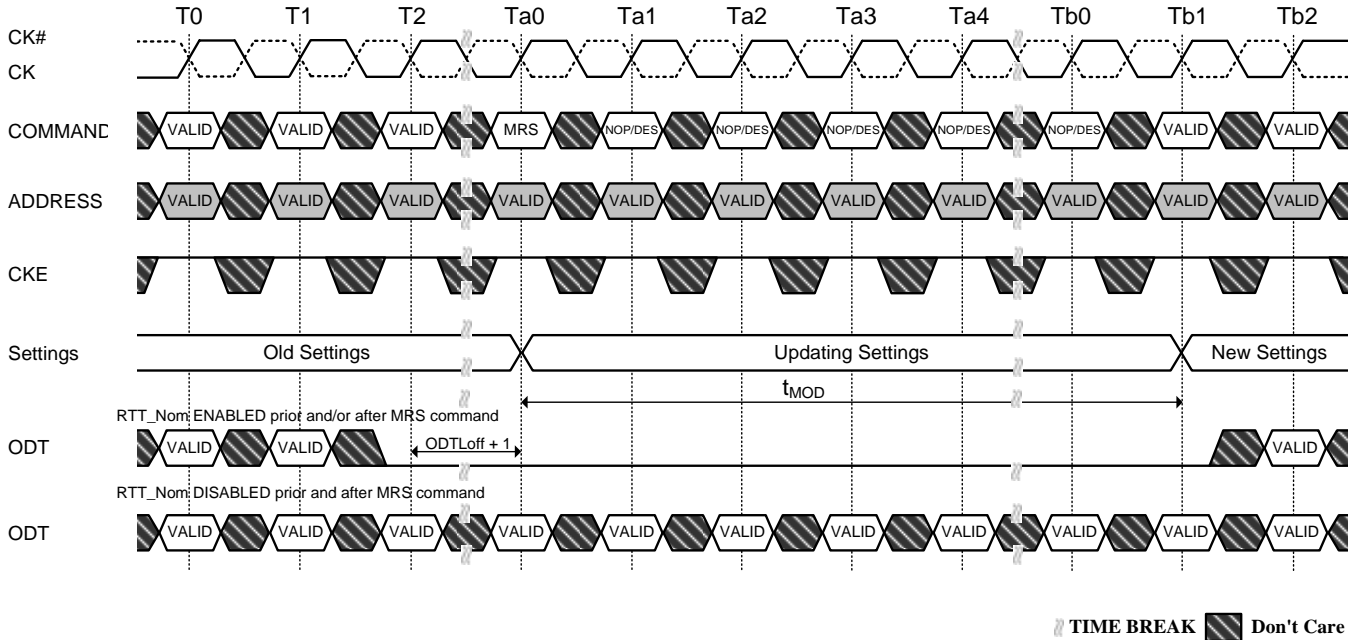 T0 T1 T2 Ta0 Ta1 Ta2 Ta3 Ta4 Tb0 Tb1 Tb2
CK#
CK
COMMAND VALID VALID VALID MRS NOP/DES NOP/DES NOP/DES NOP/DES NOP/DES VALID VALID
ADDRESS VALID VALID VALID VALID VALID VALID VALID VALID VALID VALID VALID
CKE
Settings Old Settings Updating Settings New Settings
tMOD
RTT_Nom ENABLED prior and/or after MRS command
ODT VALID VALID ODTLoff + 1 VALID
RTT_Nom DISABLED prior and after MRS command
ODT VALID VALID VALID VALID VALID VALID VALID VALID VALID VALID VALID
TIME BREAK Don't Care